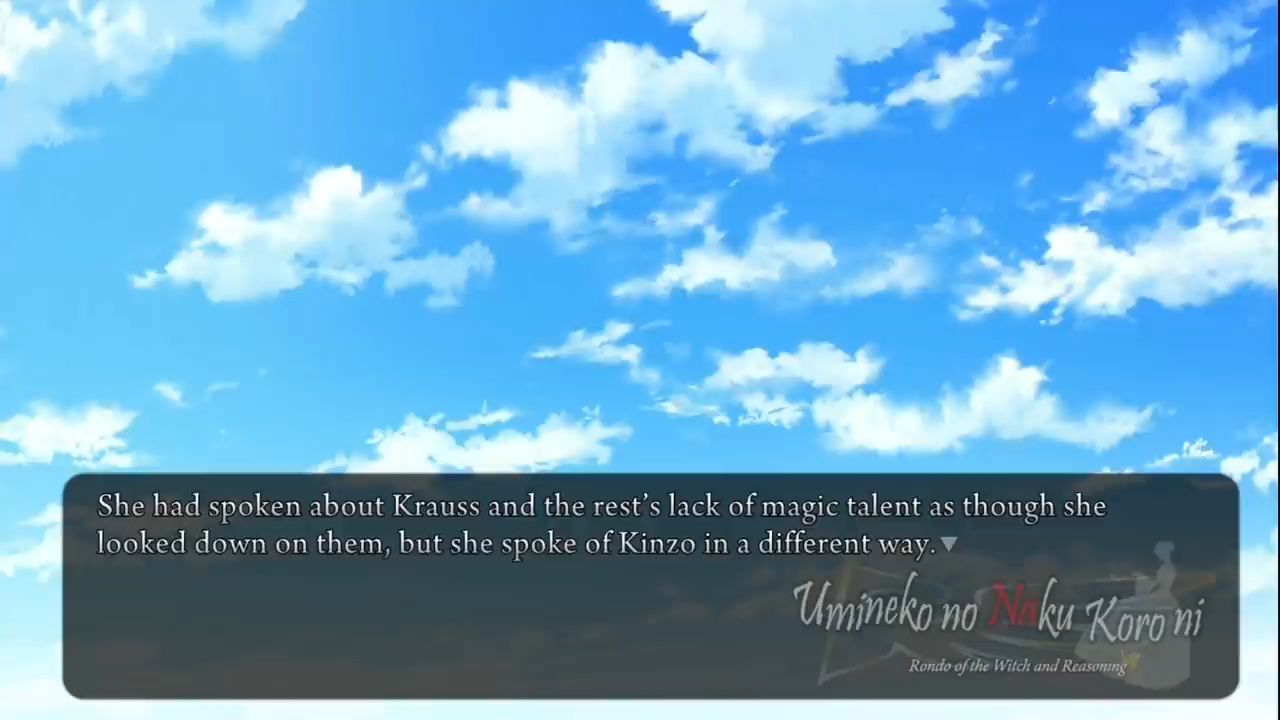 She had spoken about Krauss and the rest's lack of magic talent as though she
looked down on them, but she spoke of Kinzo in a different way.
Umineko no Naku Koro ni
Rondo of the Witch and Reasoning